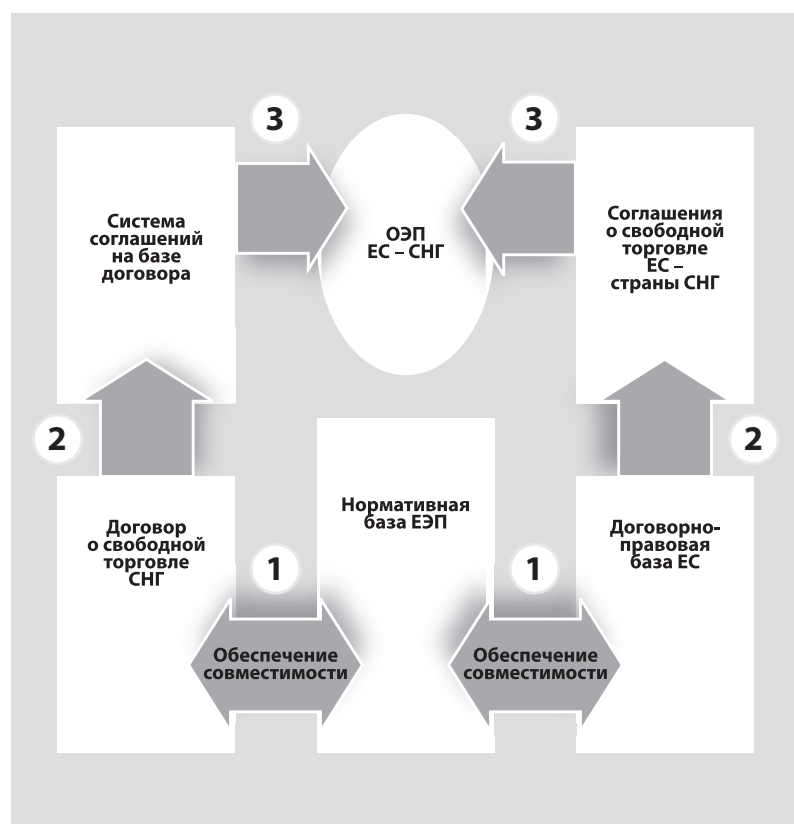 3
3
Система
соглашений
на базе
договора
ОЭП
ЕС – СНГ
Соглашения
о свободной
торговле
ЕС –
страны СНГ
2
2
Договор
о свободной
торговле
СНГ
Нормативная
база ЕЭП
Договорно-
правовая
база ЕС
1
1
Обеспечение
совместимости
Обеспечение
совместимости